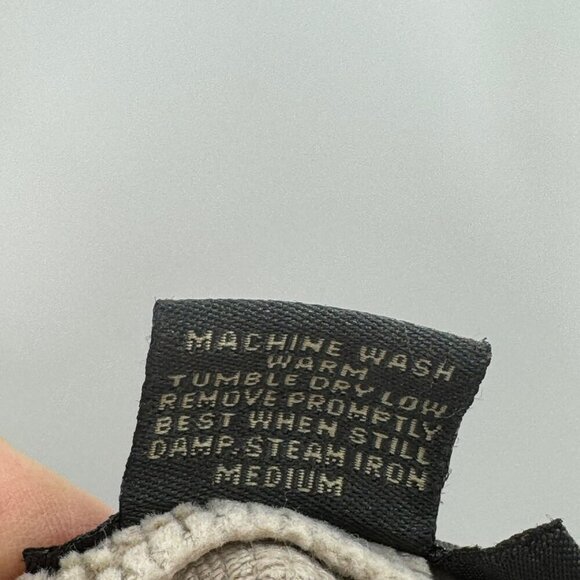 MACHINE WASH
WARM
TUMBLE DRY LOW
REMOVE PROMPTLY
BEST WHEN STILL
DAMP. STEAM IRON
MEDIUM